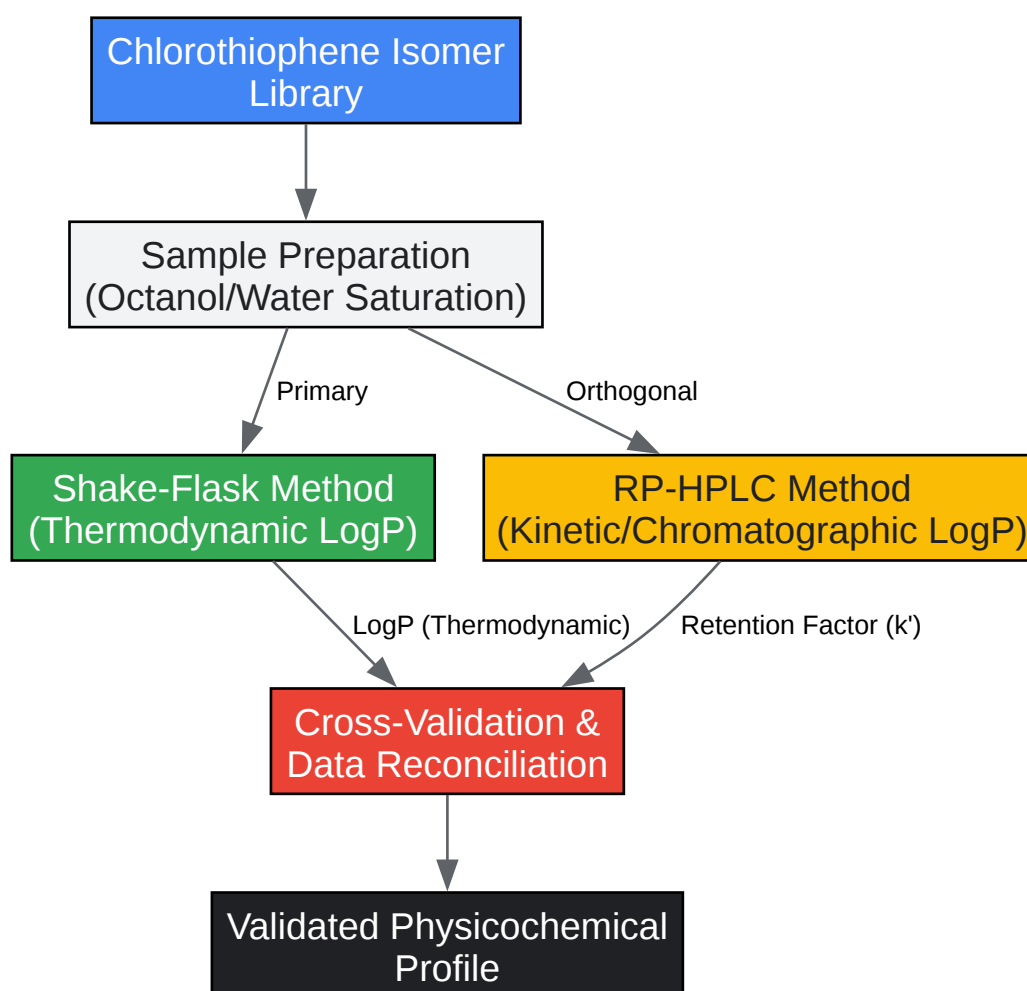 Chlorothiophene Isomer
Library
Sample Preparation
(Octanol/Water Saturation)
Primary
Orthogonal
Shake-Flask Method
(Thermodynamic LogP)
RP-HPLC Method
(Kinetic/Chromatographic LogP)
LogP (Thermodynamic)
Retention Factor (k')
Cross-Validation &
Data Reconciliation
Validated Physicochemical
Profile